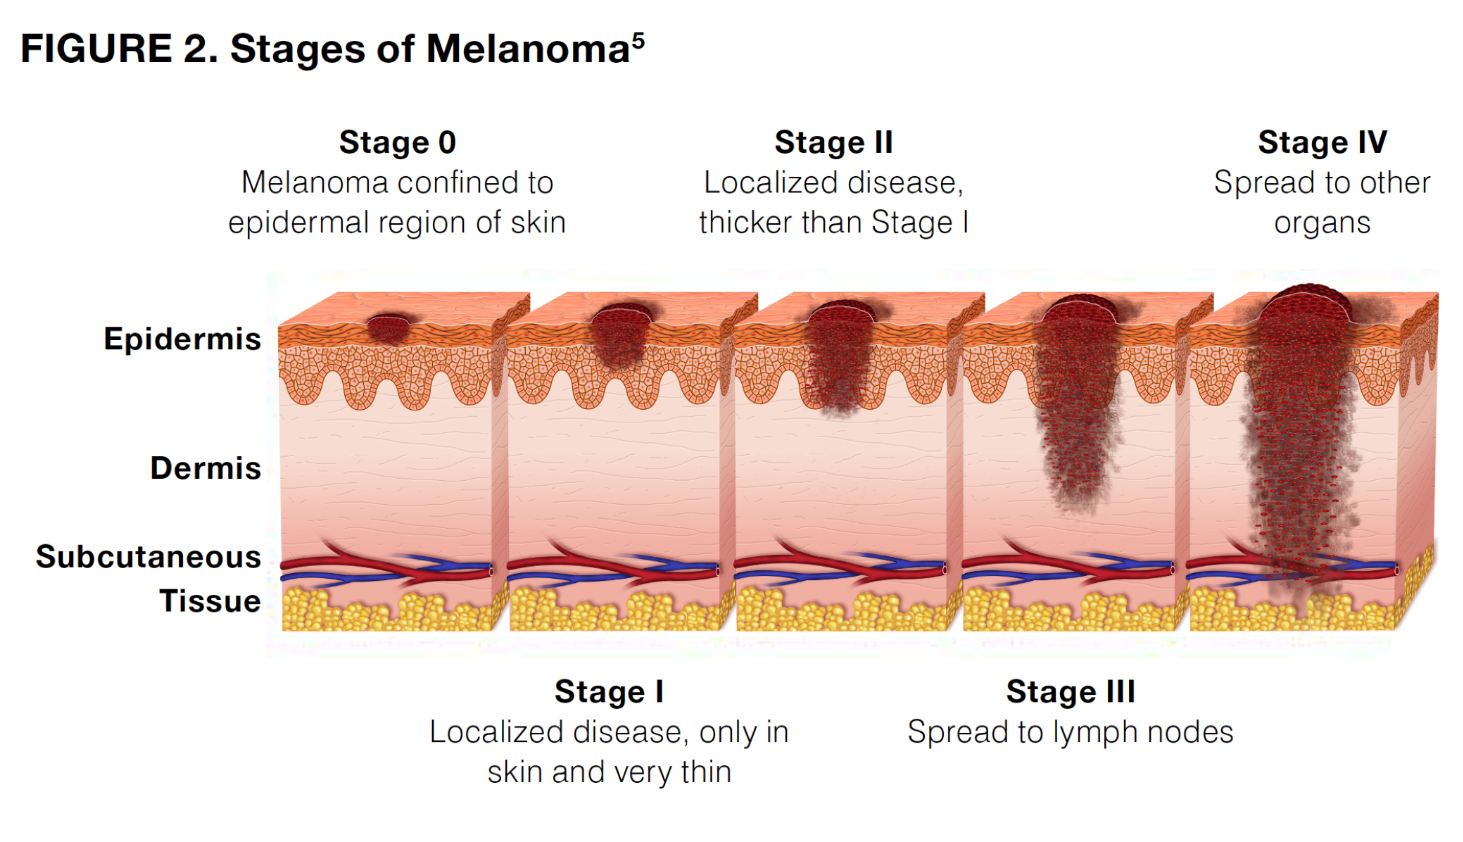 FIGURE 2. Stages of Melanoma⁵
Stage 0
Melanoma confined to
epidermal region of skin
Stage II
Localized disease,
thicker than Stage I
Stage IV
Spread to other
organs
Epidermis
Dermis
Subcutaneous
Tissue
Stage I
Localized disease, only in
skin and very thin
Stage III
Spread to lymph nodes